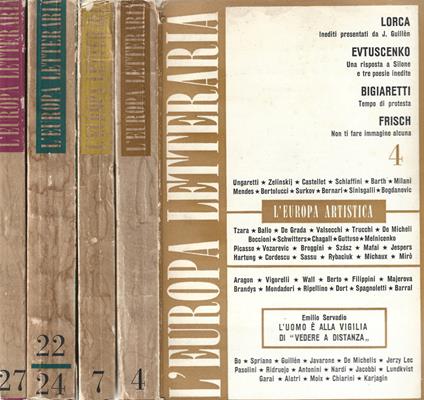 L'EUROPA LETTERARIA
27
L'EUROPA LETTERARIA
22
24
L'EUROPA LETTERARIA
7
L'EUROPA LETTERARIA
4
L'EUROPA LETTERARIA
LORCA
Inediti presentati da J. Guillén
EVTUSCENKO
Una risposta a Silone
e tre poesie inedite
BIGIARETTI
Tempo di protesta
FRISCH
Non ti fare immagine alcuna
4
Ungaretti ★ Zelinskij ★ Castellet ★ Schiaffini ★ Barth ★ Milani
Mendes ★ Bertolucci ★ Surkov ★ Bernari ★ Sinisgalli ★ Bogdanovic
L'EUROPA ARTISTICA
Tzara ★ Ballo ★ De Grada ★ Valsecchi ★ Trucchi ★ De Micheli
Boccioni ★ Schwitters ★ Chagall ★ Guttuso ★ Melnicenko
Picasso ★ Vozarevic ★ Broggini ★ Szász ★ Mafai ★ Jespers
Hartung ★ Cordescu ★ Sassu ★ Rybaciuk ★ Michaux ★ Mirò
Aragon ★ Vigorelli ★ Wall ★ Berto ★ Filippini ★ Majerova
Brandys ★ Mondadori ★ Ripellino ★ Dort ★ Spagnoletti ★ Barral
Emilio Servadio
L'UOMO È ALLA VIGILIA
DI "VEDERE A DISTANZA„
Bo ★ Spriano ★ Guillén ★ Javarone ★ De Michelis ★ Jerzy Lec
Pasolini ★ Ridruejo ★ Antonini ★ Nardi ★ Jacobbi ★ Lundkvist
Garai ★ Alatri ★ Moix ★ Chiarini ★ Karjagin